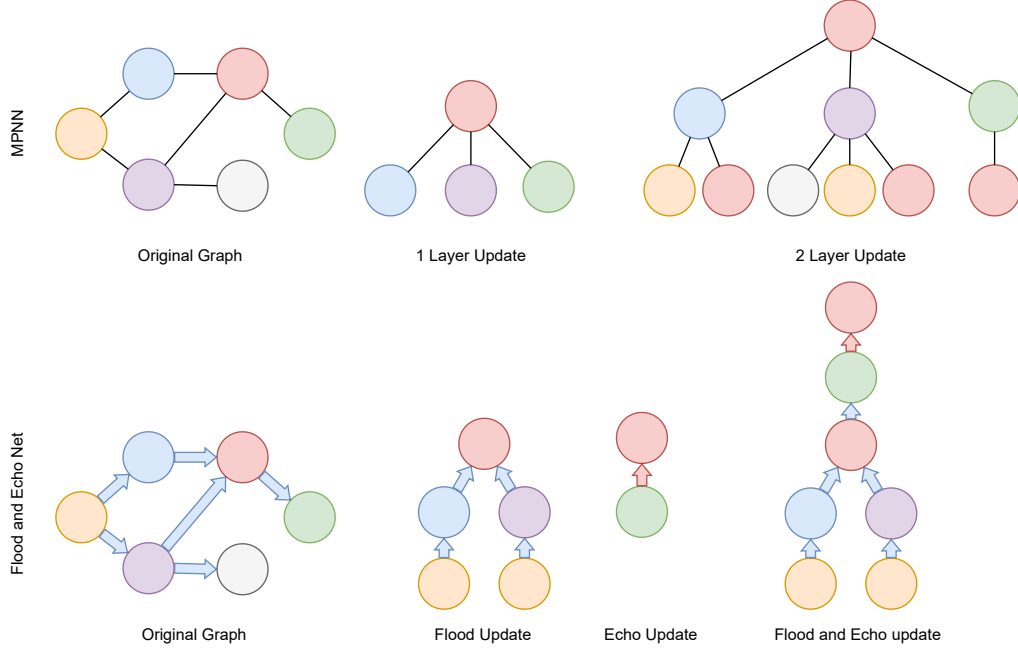 MPNN
Original Graph
1 Layer Update
2 Layer Update
Flood and Echo Net
Original Graph
Flood Update
Echo Update
Flood and Echo update